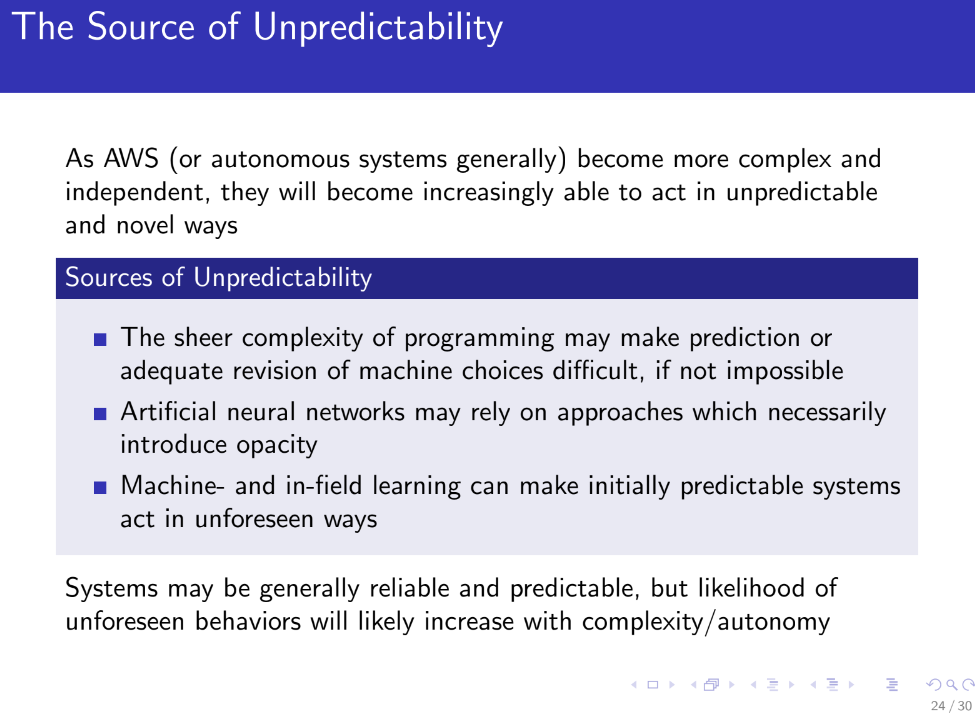 The Source of Unpredictability
As AWS (or autonomous systems generally) become more complex and
independent, they will become increasingly able to act in unpredictable
and novel ways
Sources of Unpredictability
The sheer complexity of programming may make prediction or
adequate revision of machine choices difficult, if not impossible
Artificial neural networks may rely on approaches which necessarily
introduce opacity
Machine- and in-field learning can make initially predictable systems
act in unforeseen ways
Systems may be generally reliable and predictable, but likelihood of
unforeseen behaviors will likely increase with complexity/autonomy
24 / 30